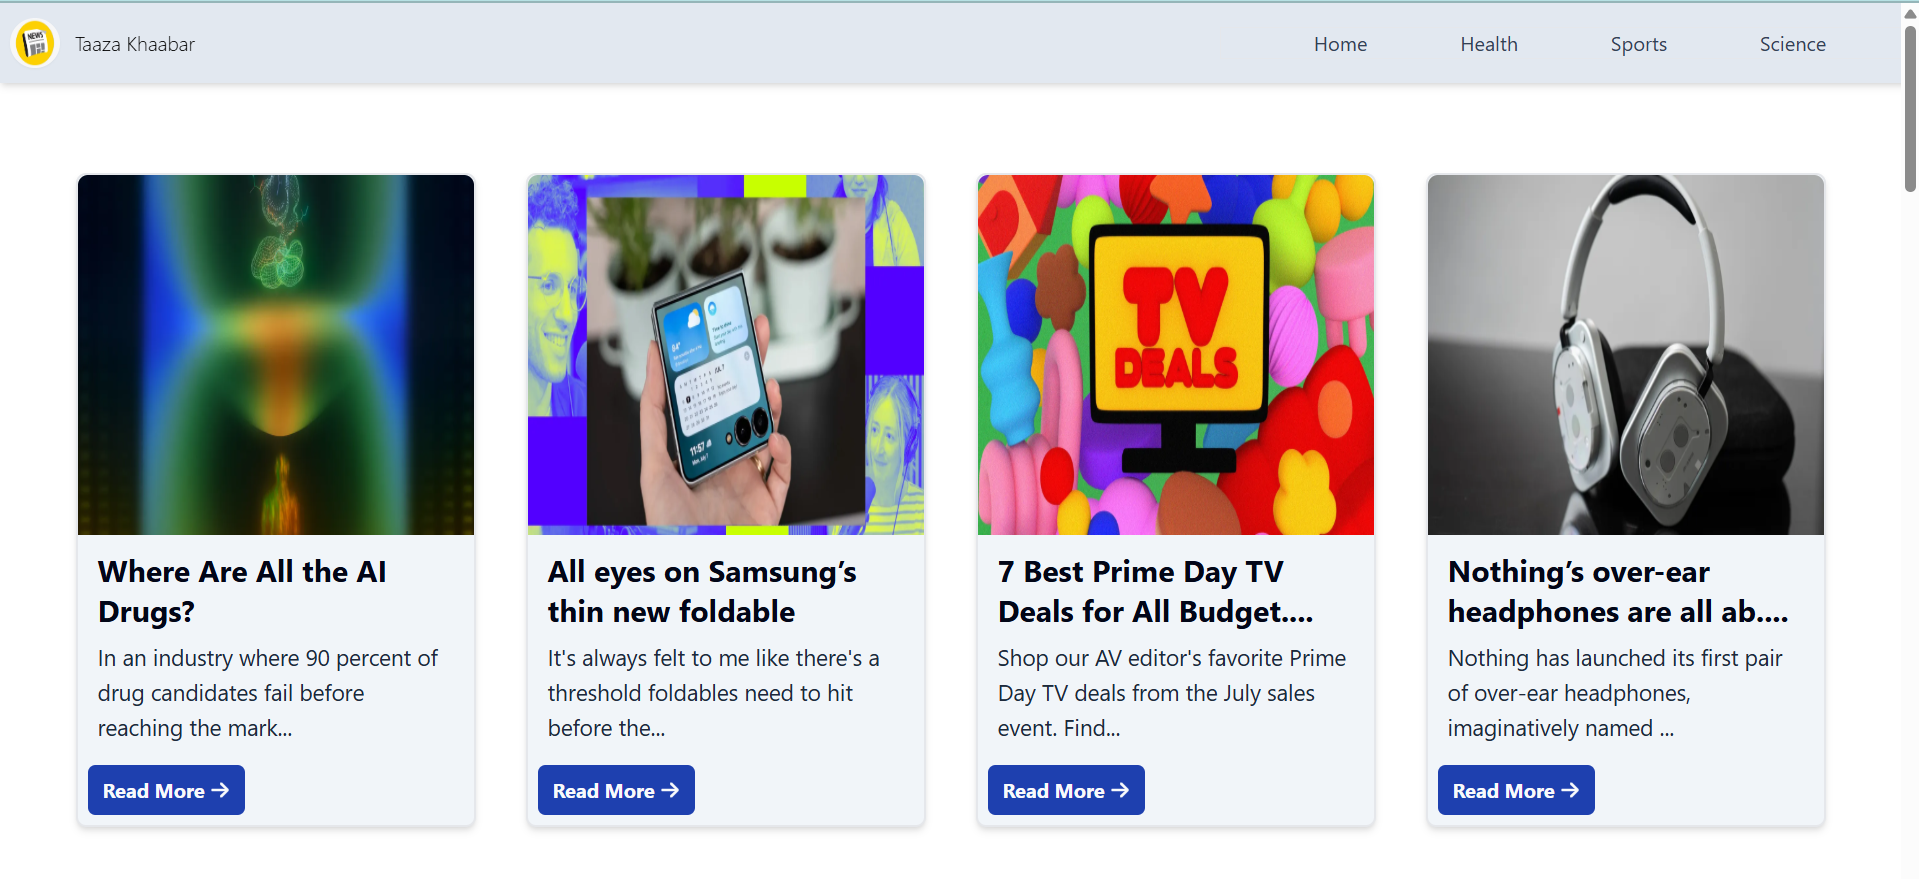 NEWS
Taaza Khaabar
Home
Health
Sports
Science
TV
DEALS
11:57
Where Are All the AI
Drugs?
In an industry where 90 percent of
drug candidates fail before
reaching the mark...
Read More →
All eyes on Samsung’s
thin new foldable
It's always felt to me like there's a
threshold foldables need to hit
before the...
Read More →
7 Best Prime Day TV
Deals for All Budget....
Shop our AV editor's favorite Prime
Day TV deals from the July sales
event. Find...
Read More →
Nothing’s over-ear
headphones are all ab....
Nothing has launched its first pair
of over-ear headphones,
imaginatively named ...
Read More →